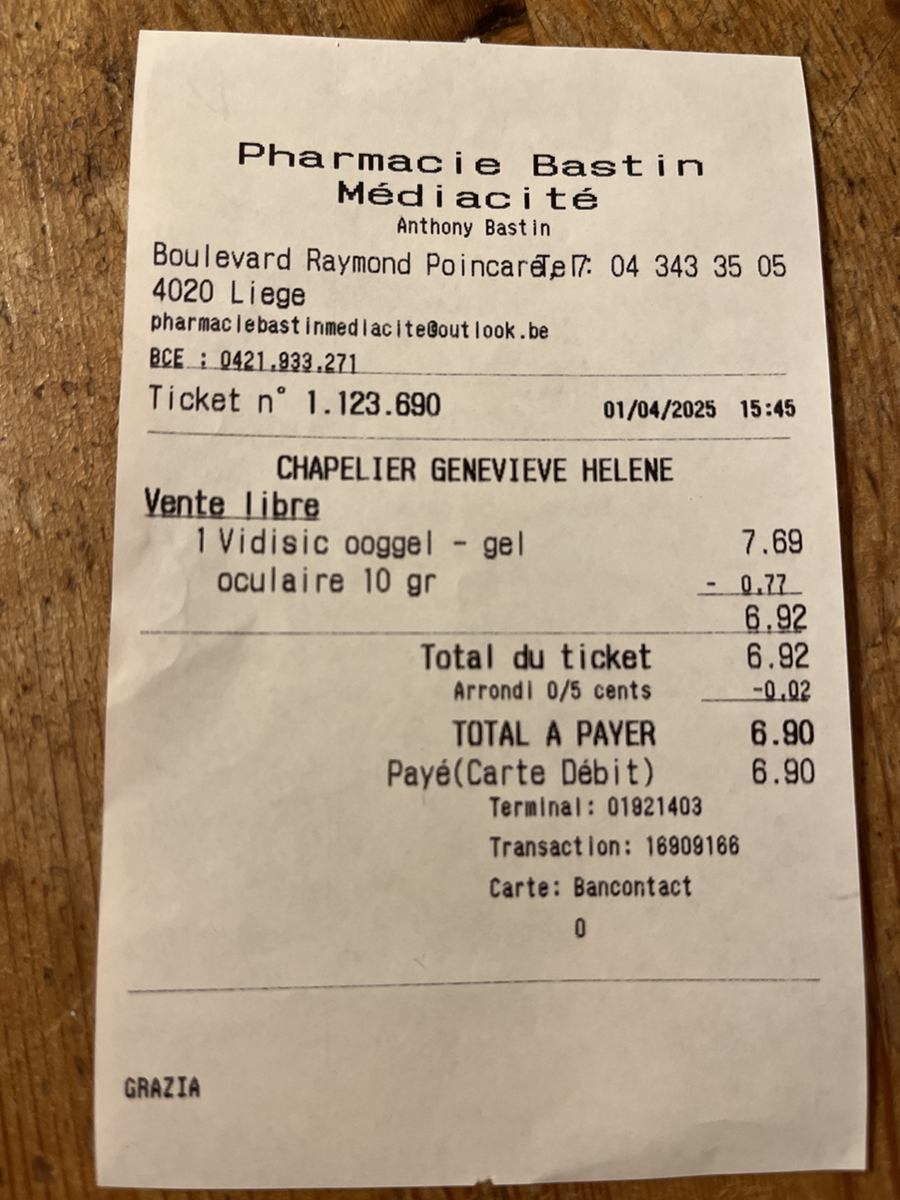 Pharmacie Bastin
Médiacité
Anthony Bastin
Boulevard Raymond Poincaré, 7 Tel : 04 343 35 05
4020 Liege
pharmaciebastinmediacite@outlook.be
BCE : 0421.933.271
Ticket n° 1.123.690 01/04/2025 15:45
CHAPELIER GENEVIEVE HELENE
Vente libre
1 Vidisic ooggel - gel 7.69
oculaire 10 gr - 0.77
6.92
Total du ticket 6.92
Arrondi 0/5 cents -0.02
TOTAL A PAYER 6.90
Payé(Carte Débit) 6.90
Terminal: 01821403
Transaction: 16909166
Carte: Bancontact
0
GRAZIA